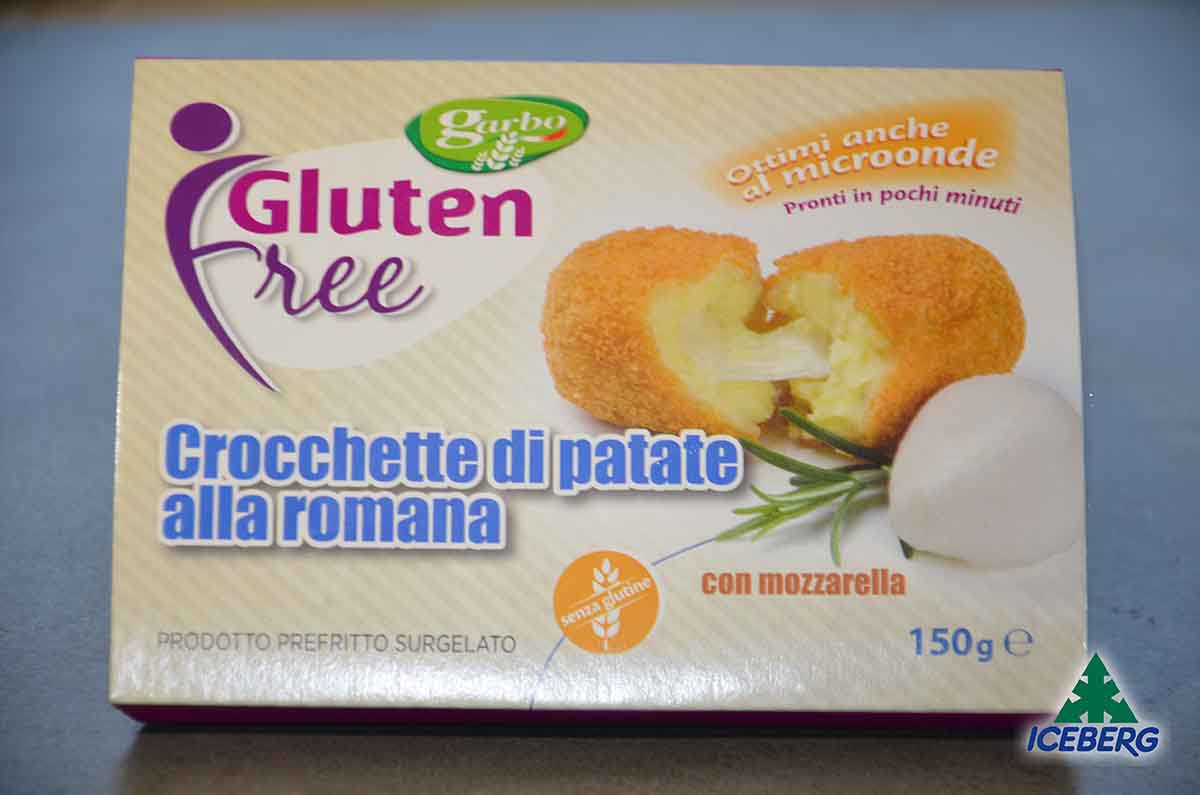 garbo
Gluten
Free
Ottimi anche
al microonde
Pronti in pochi minuti
Crocchette di patate
alla romana
senza glutine
con mozzarella
PRODOTTO PREFRITTO SURGELATO
150g e
ICEBERG